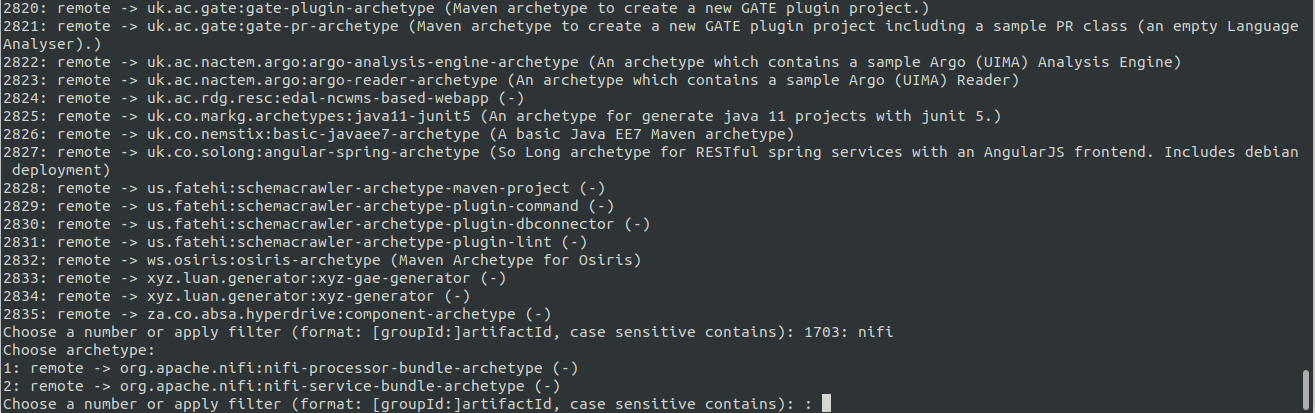 2820: remote -> uk.ac.gate:gate-plugin-archetype (Maven archetype to create a new GATE plugin project.)
2821: remote -> uk.ac.gate:gate-pr-archetype (Maven archetype to create a new GATE plugin project including a sample PR class (an empty Language
Analyser).)
2822: remote -> uk.ac.nactem.argo:argo-analysis-engine-archetype (An archetype which contains a sample Argo (UIMA) Analysis Engine)
2823: remote -> uk.ac.nactem.argo:argo-reader-archetype (An archetype which contains a sample Argo (UIMA) Reader)
2824: remote -> uk.ac.rdg.resc:edal-ncwms-based-webapp (-)
2825: remote -> uk.co.markg.archetypes:java11-junit5 (An archetype for generate java 11 projects with junit 5.)
2826: remote -> uk.co.nemstix:basic-javaee7-archetype (A basic Java EE7 Maven archetype)
2827: remote -> uk.co.solong:angular-spring-archetype (So Long archetype for RESTful spring services with an AngularJS frontend. Includes debian
deployment)
2828: remote -> us.fatehi:schemacrawler-archetype-maven-project (-)
2829: remote -> us.fatehi:schemacrawler-archetype-plugin-command (-)
2830: remote -> us.fatehi:schemacrawler-archetype-plugin-dbconnector (-)
2831: remote -> us.fatehi:schemacrawler-archetype-plugin-lint (-)
2832: remote -> ws.osiris:osiris-archetype (Maven Archetype for Osiris)
2833: remote -> xyz.luan.generator:xyz-gae-generator (-)
2834: remote -> xyz.luan.generator:xyz-generator (-)
2835: remote -> za.co.absa.hyperdrive:component-archetype (-)
Choose a number or apply filter (format: [groupId:]artifactId, case sensitive contains): 1703: nifi
Choose archetype:
1: remote -> org.apache.nifi:nifi-processor-bundle-archetype (-)
2: remote -> org.apache.nifi:nifi-service-bundle-archetype (-)
Choose a number or apply filter (format: [groupId:]artifactId, case sensitive contains): :